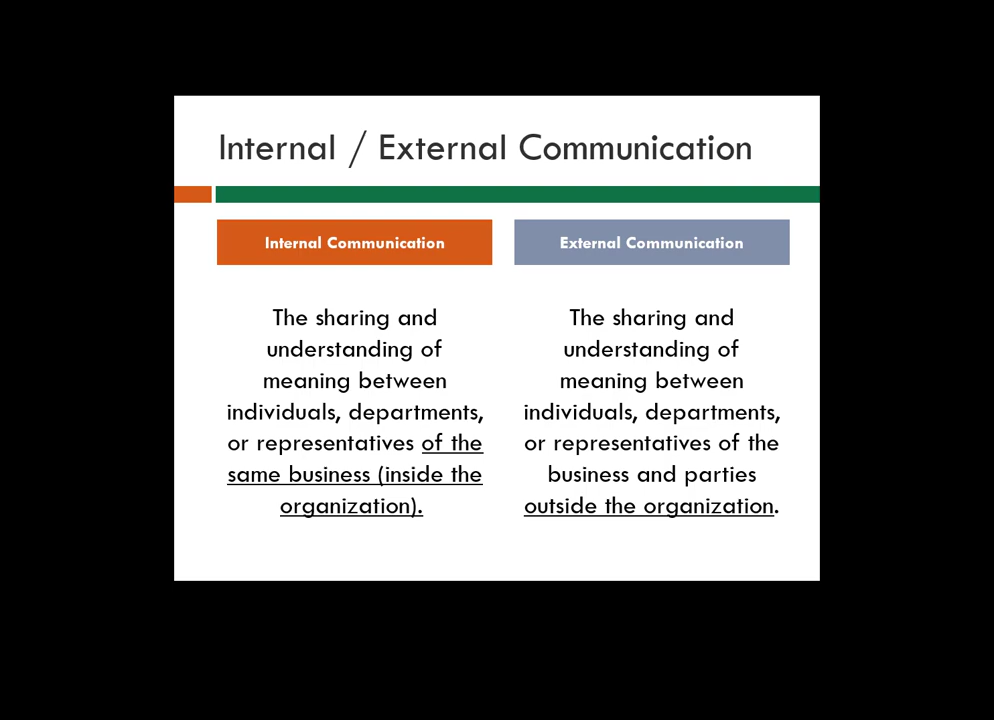 Internal / External Communication
Internal Communication
The sharing and
understanding of
meaning between
individuals, departments,
or representatives of the
same business (inside the
organization).
External Communication
The sharing and
understanding of
meaning between
individuals, departments,
or representatives of the
business and parties
outside the organization.